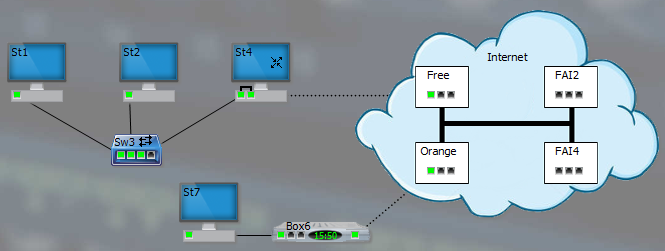 St1
St2
St4
Internet
Free
FAI2
Sw3
Orange
FAI4
St7
Box6
15:50